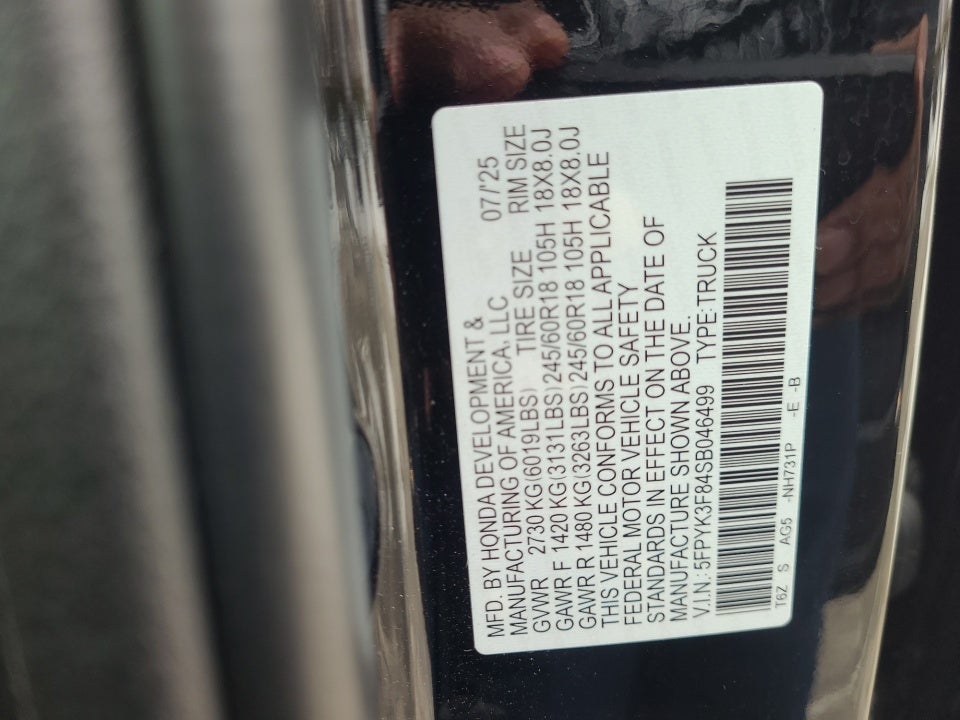 MFD. BY HONDA DEVELOPMENT &
MANUFACTURING OF AMERICA, LLC 07/'25
GVWR 2730 KG(6019LBS) TIRE SIZE RIM SIZE
GAWR F 1420 KG(3131LBS) 245/60R18 105H 18X8.0J
GAWR R 1480 KG(3263LBS) 245/60R18 105H 18X8.0J
THIS VEHICLE CONFORMS TO ALL APPLICABLE
FEDERAL MOTOR VEHICLE SAFETY
STANDARDS IN EFFECT ON THE DATE OF
MANUFACTURE SHOWN ABOVE.
V.I.N.: 5FPYK3F84SB046499 TYPE:TRUCK
T6Z S AG5 -NH731P -E -B